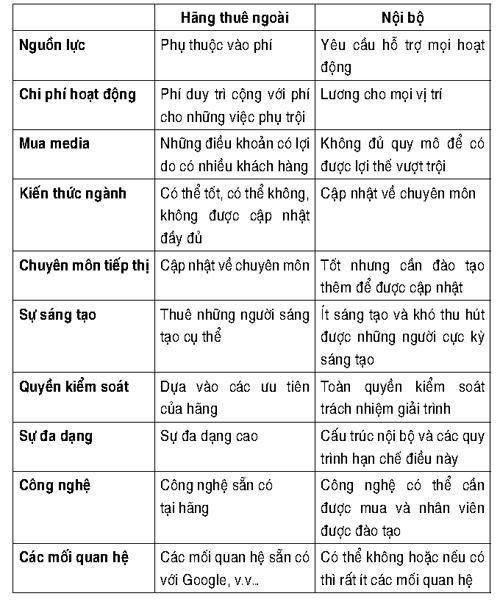 Hãng thuê ngoài
Nội bộ
Nguồn lực
Phụ thuộc vào phí
Yêu cầu hỗ trợ mọi hoạt
động
Chi phí hoạt động
Phí duy trì cộng với phí
cho những việc phụ trội
Lương cho mọi vị trí
Mua media
Những điều khoản có lợi
do có nhiều khách hàng
Không đủ quy mô để có
được lợi thế vượt trội
Kiến thức ngành
Có thể tốt, có thể không,
không được cập nhật
đầy đủ
Cập nhật về chuyên môn
Chuyên môn tiếp thị
Cập nhật về chuyên môn
Tốt nhưng cần đào tạo
thêm để được cập nhật
Sự sáng tạo
Thuê những người sáng
tạo cụ thể
Ít sáng tạo và khó thu hút
được những người cực kỳ
sáng tạo
Quyền kiểm soát
Dựa vào các ưu tiên
của hãng
Toàn quyền kiểm soát
trách nhiệm giải trình
Sự đa dạng
Sự đa dạng cao
Cấu trúc nội bộ và các quy
trình hạn chế điều này
Công nghệ
Công nghệ sẵn có
tại hãng
Công nghệ có thể cần
được mua và nhân viên
được đào tạo
Các mối quan hệ
Các mối quan hệ sẵn có
với Google, v.v...
Có thể không hoặc nếu có
thì rất ít các mối quan hệ